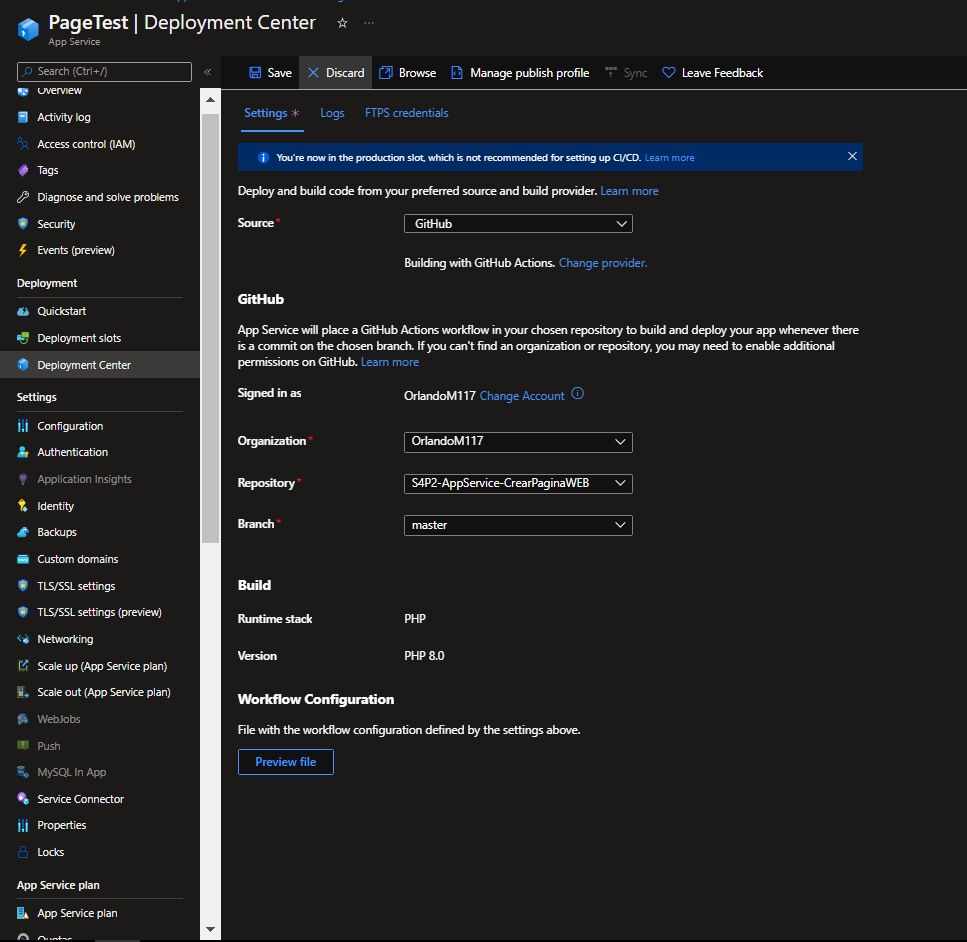 PageTest | Deployment Center
App Service
Search (Ctrl+/)
Overview
Activity log
Access control (IAM)
Tags
Diagnose and solve problems
Security
Events (preview)
Deployment
Quickstart
Deployment slots
Deployment Center
Settings
Configuration
Authentication
Application Insights
Identity
Backups
Custom domains
TLS/SSL settings
TLS/SSL settings (preview)
Networking
Scale up (App Service plan)
Scale out (App Service plan)
WebJobs
Push
MySQL In App
Service Connector
Properties
Locks
App Service plan
App Service plan
Quotas
Save Discard Browse Manage publish profile Sync Leave Feedback
Settings * Logs FTPS credentials
You're now in the production slot, which is not recommended for setting up CI/CD. Learn more
Deploy and build code from your preferred source and build provider. Learn more
Source * GitHub
Building with GitHub Actions. Change provider.
GitHub
App Service will place a GitHub Actions workflow in your chosen repository to build and deploy your app whenever there
is a commit on the chosen branch. If you can't find an organization or repository, you may need to enable additional
permissions on GitHub. Learn more
Signed in as OrlandoM117 Change Account
Organization * OrlandoM117
Repository * S4P2-AppService-CrearPaginaWEB
Branch * master
Build
Runtime stack PHP
Version PHP 8.0
Workflow Configuration
File with the workflow configuration defined by the settings above.
Preview file